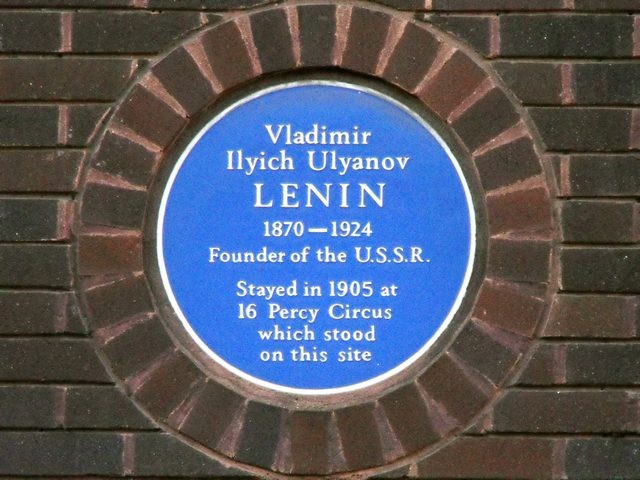 Vladimir
Ilyich Ulyanov
LENIN
1870—1924
Founder of the U.S.S.R.
Stayed in 1905 at
16 Percy Circus
which stood
on this site